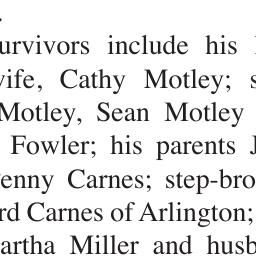 urvivors include his
ife, Cathy Motley; s
Motley, Sean Motley
Fowler; his parents J
enny Carnes; step-bro
rd Carnes of Arlington;
artha Miller and husb